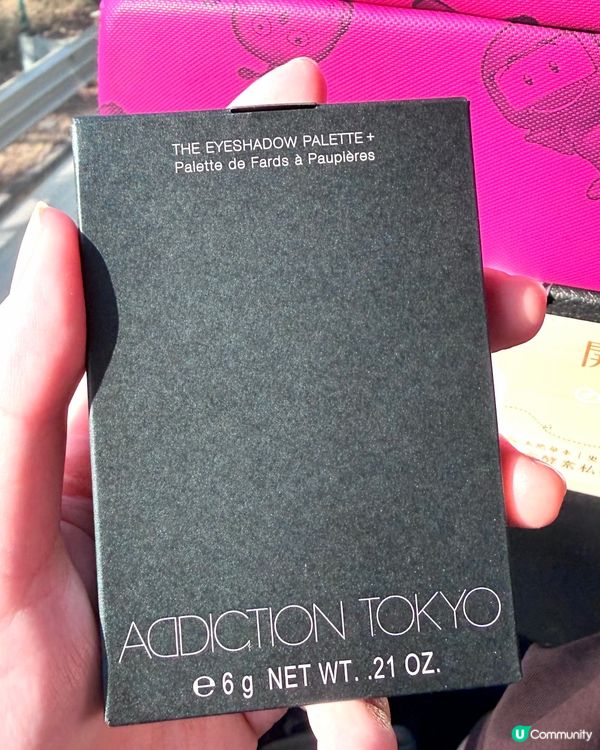 THE EYESHADOW PALETTE+
Palette de Fards à Paupières
ADDICTION TOKYO
℮ 6 g NET WT. .21 OZ.
U Community